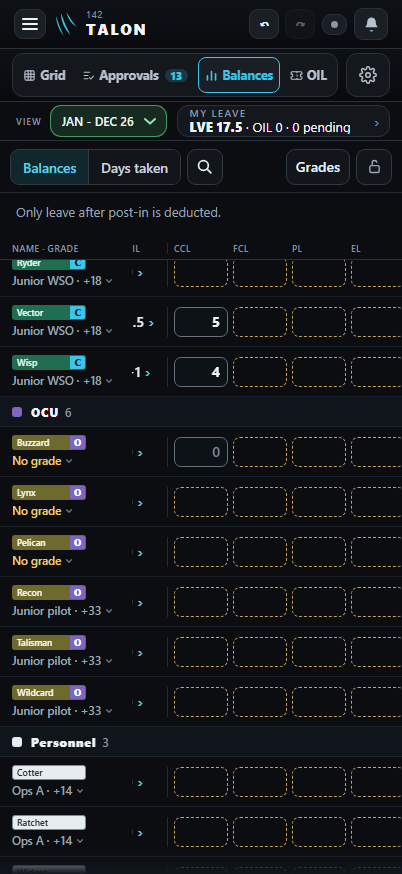 142
TALON
Grid
Approvals 13
Balances
OIL
VIEW
JAN - DEC 26
MY LEAVE
LVE 17.5 · OIL 0 · 0 pending
Balances
Days taken
Grades
Only leave after post-in is deducted.
NAME · GRADE IL CCL FCL PL EL
Ryder C
Junior WSO · +18
Vector C
Junior WSO · +18
.5 5
Wisp C
Junior WSO · +18
-1 4
OCU 6
Buzzard O
No grade
0
Lynx O
No grade
Pelican O
No grade
Recon O
Junior pilot · +33
Talisman O
Junior pilot · +33
Wildcard O
Junior pilot · +33
Personnel 3
Cotter
Ops A · +14
Ratchet
Ops A · +14